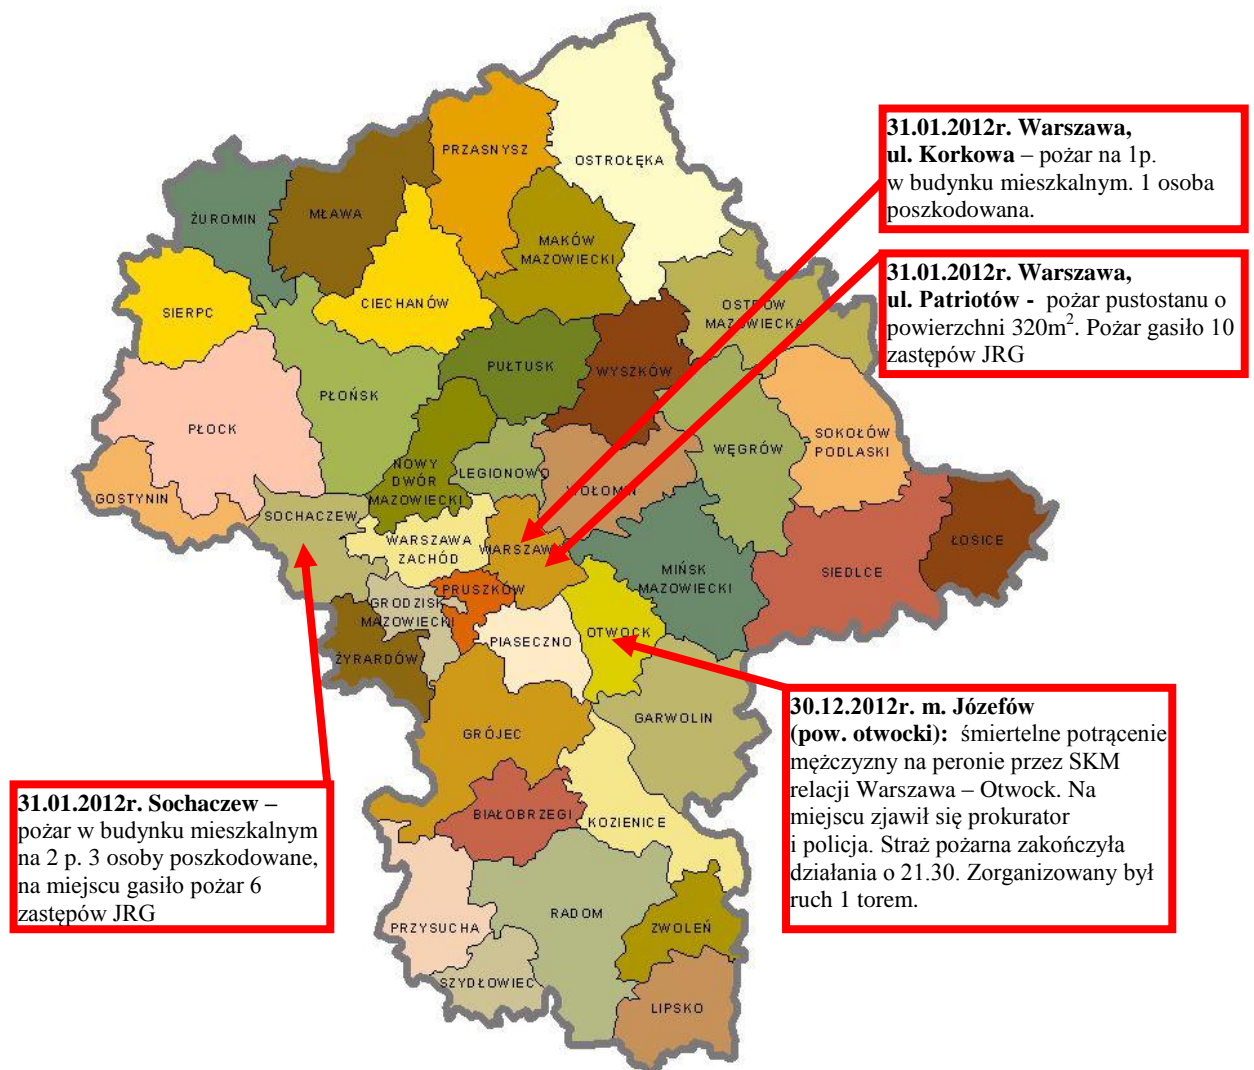 31.01.2012r. Warszawa,
ul. Korkowa – pożar na 1p.
w budynku mieszkalnym. 1 osoba
poszkodowana.
31.01.2012r. Warszawa,
ul. Patriotów - pożar pustostanu o
powierzchni 320m². Pożar gasiło 10
zastępów JRG
PRZASNYSZ
OSTROŁĘKA
ŻUROMIN
MŁAWA
MAKÓW
MAZOWIECKI
SIERPC
CIECHANÓW
OSTRÓW
MAZOWIECKA
PŁOŃSK
PUŁTUSK
WYSZKÓW
PŁOCK
NOWY
DWÓR
MAZOWIECKI
LEGIONOWO
WOŁOMIN
WĘGRÓW
SOKOŁÓW
PODLASKI
GOSTYNIN
SOCHACZEW
WARSZAWA
ZACHÓD
WARSZAWA
MIŃSK
MAZOWIECKI
SIEDLCE
ŁOSICE
PRUSZKÓW
GRODZISK
MAZOWIECKI
PIASECZNO
OTWOCK
ŻYRARDÓW
GARWOLIN
GRÓJEC
30.12.2012r. m. Józefów
(pow. otwocki): śmiertelne potrącenie
mężczyzny na peronie przez SKM
relacji Warszawa – Otwock. Na
miejscu zjawił się prokurator
i policja. Straż pożarna zakończyła
działania o 21.30. Zorganizowany był
ruch 1 torem.
31.01.2012r. Sochaczew –
pożar w budynku mieszkalnym
na 2 p. 3 osoby poszkodowane,
na miejscu gasiło pożar 6
zastępów JRG
BIAŁOBRZEGI
KOZIENICE
RADOM
PRZYSUCHA
ZWOLEŃ
SZYDŁOWIEC
LIPSKO